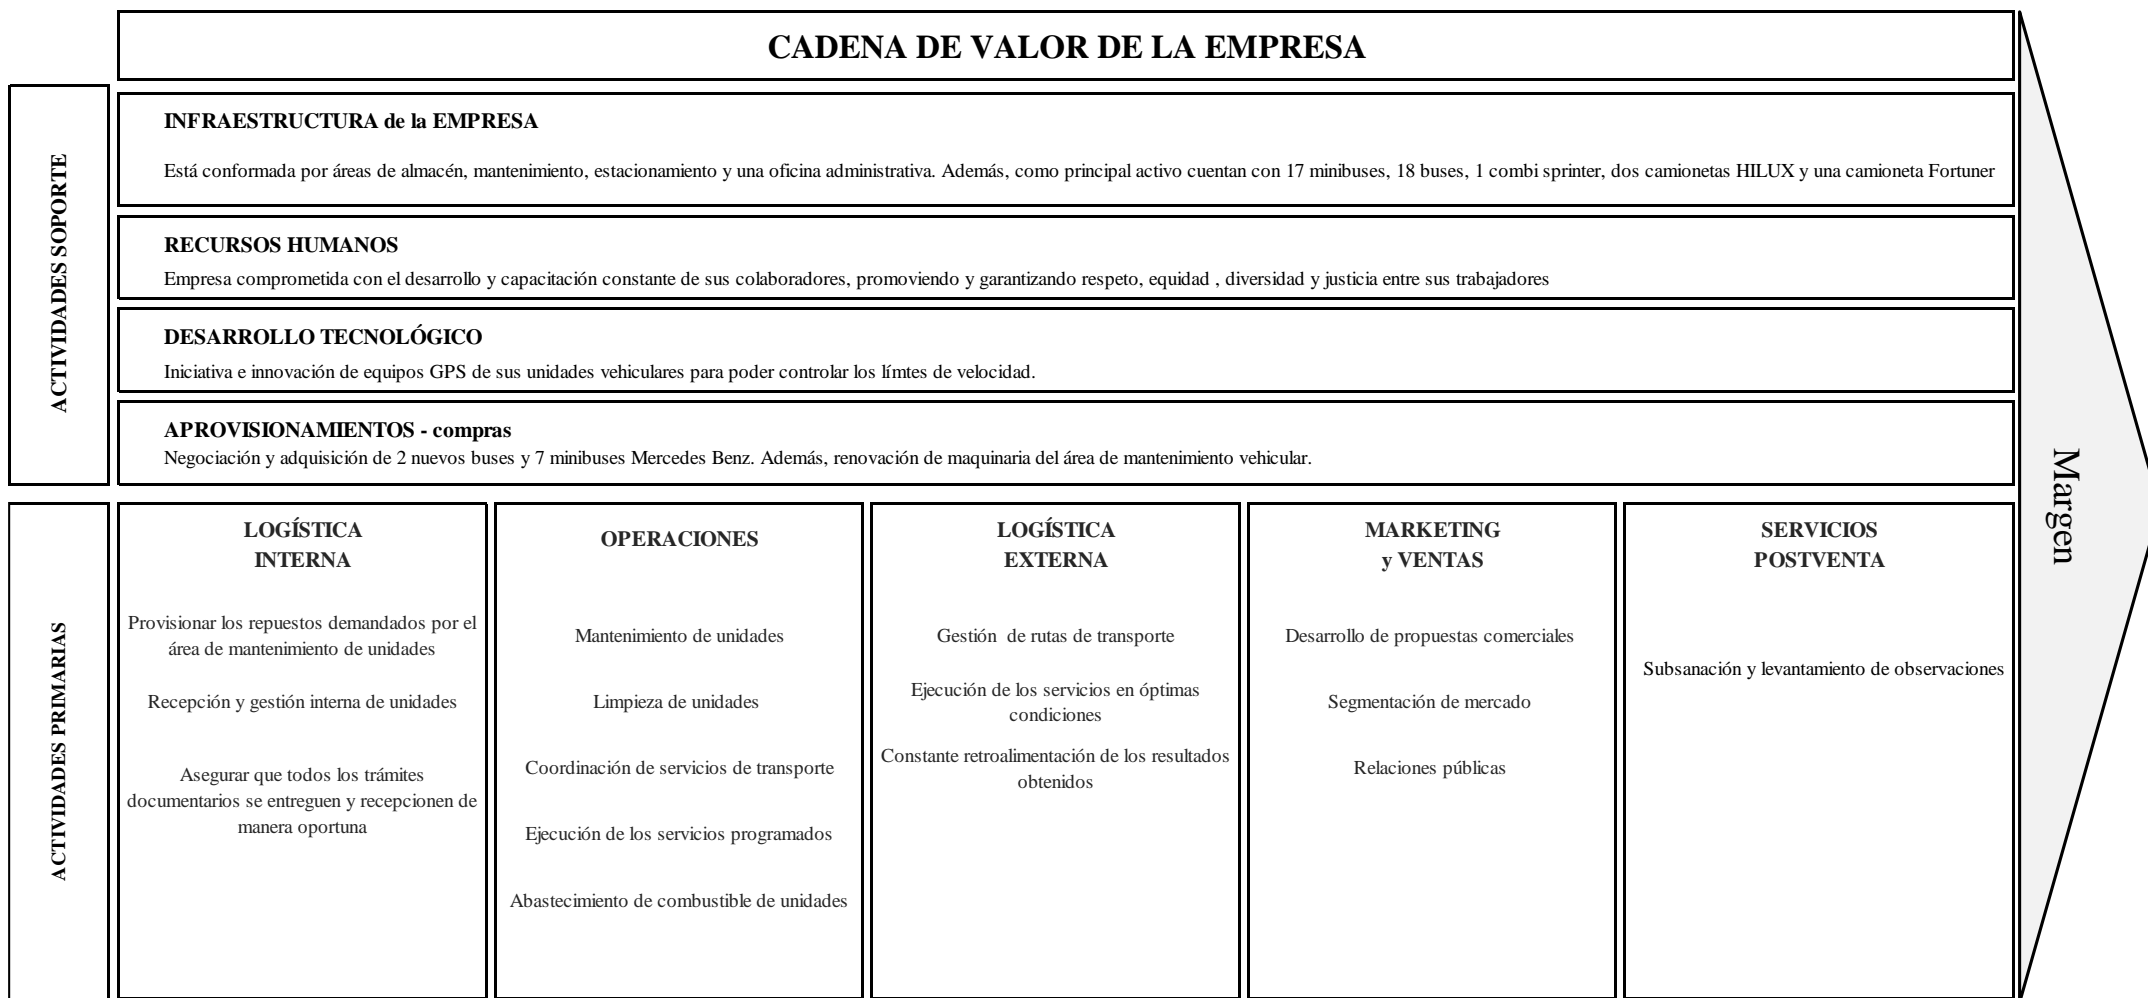 CADENA DE VALOR DE LA EMPRESA
ACTIVIDADES SOPORTE
INFRAESTRUCTURA de la EMPRESA
Está conformada por áreas de almacén, mantenimiento, estacionamiento y una oficina administrativa. Además, como principal activo cuentan con 17 minibuses, 18 buses, 1 combi sprinter, dos camionetas HILUX y una camioneta Fortuner
RECURSOS HUMANOS
Empresa comprometida con el desarrollo y capacitación constante de sus colaboradores, promoviendo y garantizando respeto, equidad , diversidad y justicia entre sus trabajadores
DESARROLLO TECNOLÓGICO
Iniciativa e innovación de equipos GPS de sus unidades vehiculares para poder controlar los límtes de velocidad.
APROVISIONAMIENTOS - compras
Negociación y adquisición de 2 nuevos buses y 7 minibuses Mercedes Benz. Además, renovación de maquinaria del área de mantenimiento vehicular.
ACTIVIDADES PRIMARIAS
LOGÍSTICA
INTERNA
Provisionar los repuestos demandados por el
área de mantenimiento de unidades
Recepción y gestión interna de unidades
Asegurar que todos los trámites
documentarios se entreguen y recepcionen de
manera oportuna
OPERACIONES
Mantenimiento de unidades
Limpieza de unidades
Coordinación de servicios de transporte
Ejecución de los servicios programados
Abastecimiento de combustible de unidades
LOGÍSTICA
EXTERNA
Gestión de rutas de transporte
Ejecución de los servicios en óptimas
condiciones
Constante retroalimentación de los resultados
obtenidos
MARKETING
y VENTAS
Desarrollo de propuestas comerciales
Segmentación de mercado
Relaciones públicas
SERVICIOS
POSTVENTA
Subsanación y levantamiento de observaciones
Margen